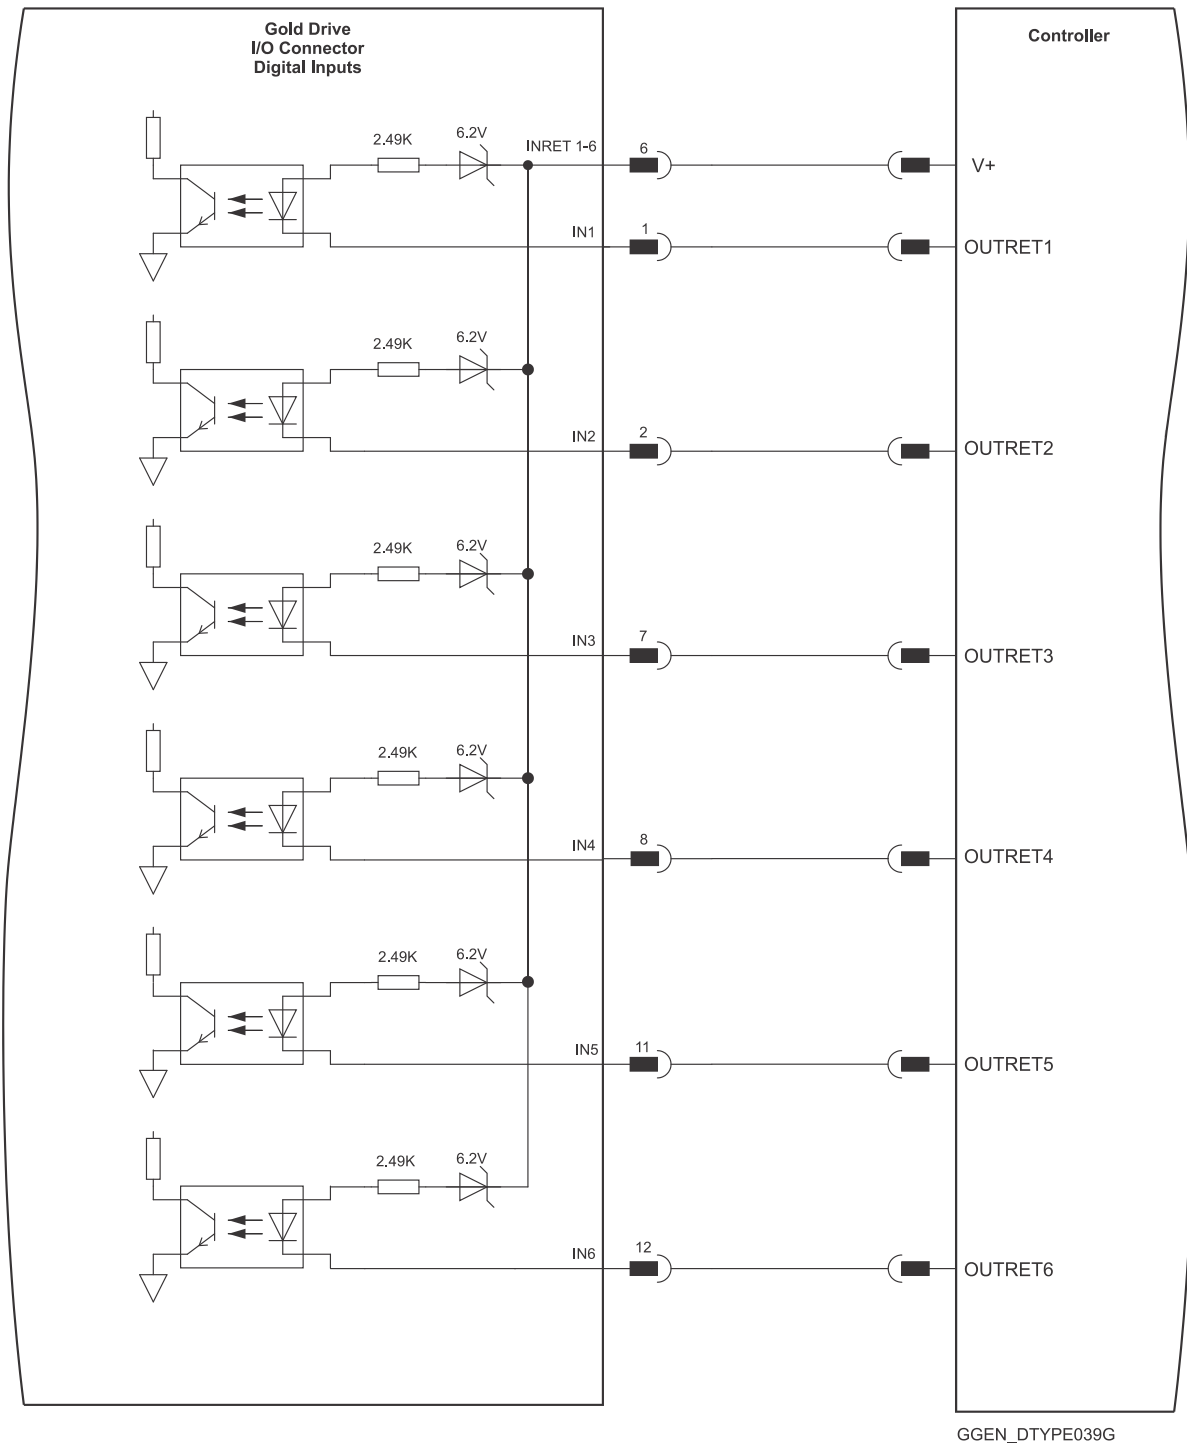 Gold Drive
I/O Connector
Digital Inputs
Controller
2.49K
6.2V
INRET 1-6
6
V+
IN1
1
OUTRET1
2.49K
6.2V
IN2
2
OUTRET2
2.49K
6.2V
IN3
7
OUTRET3
2.49K
6.2V
IN4
8
OUTRET4
2.49K
6.2V
IN5
11
OUTRET5
2.49K
6.2V
IN6
12
OUTRET6
GGEN_DTYPE039G